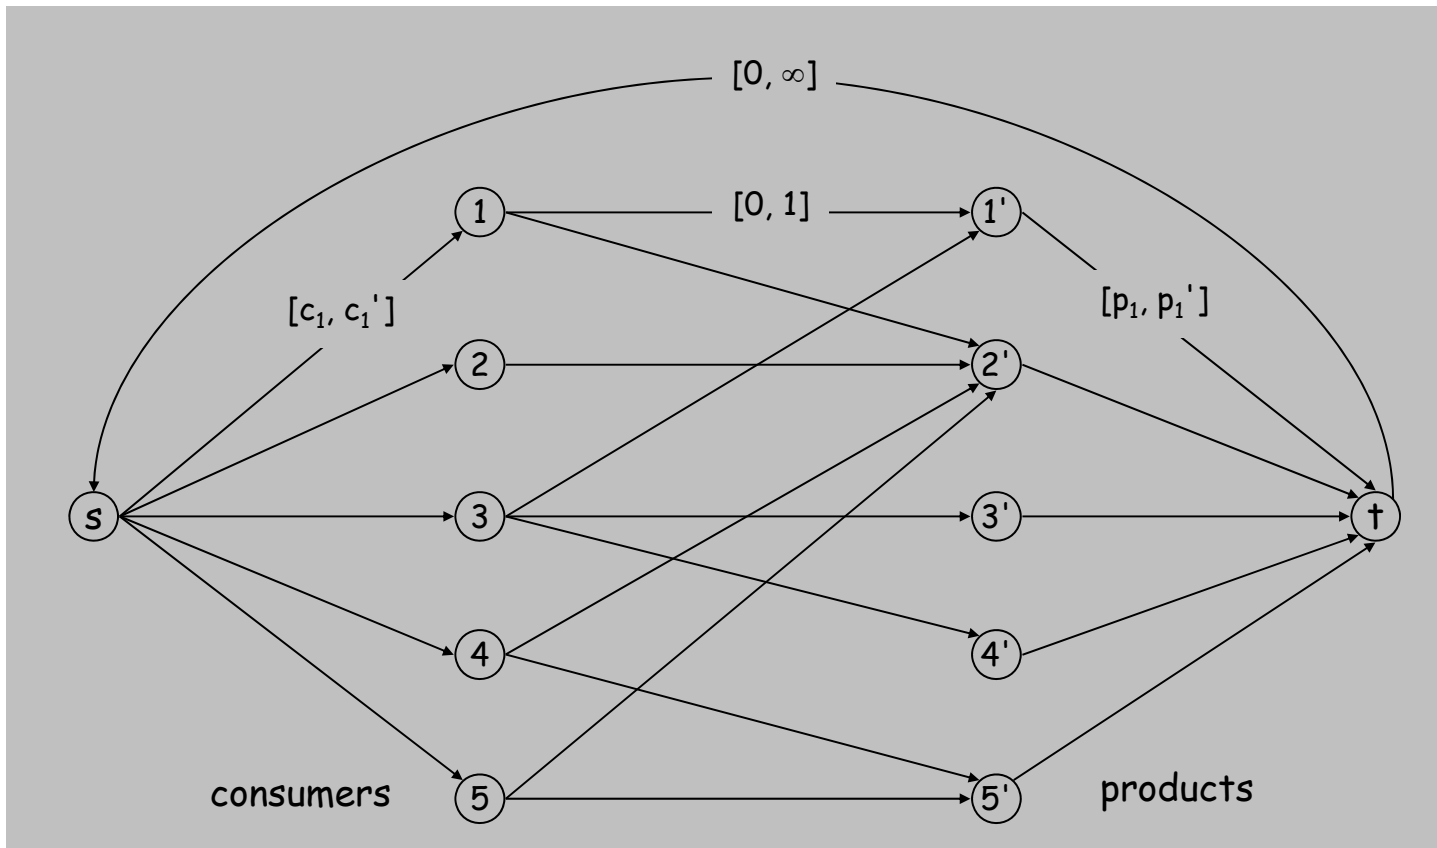 [0, ∞]
1
[0, 1]
1'
[c₁, c₁']
[p₁, p₁']
2
2'
s
3
3'
t
4
4'
consumers
5
5'
products